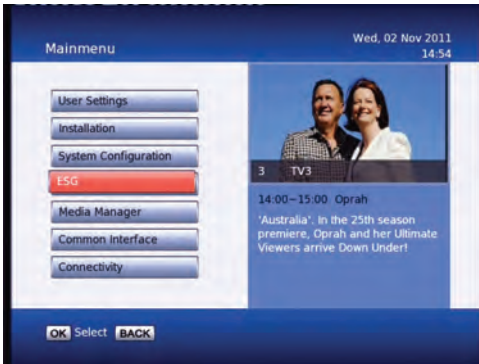 Mainmenu
Wed, 02 Nov 2011
14:54
User Settings
Installation
System Configuration
ESG
Media Manager
Common Interface
Connectivity
3 TV3
14:00~15:00 Oprah
'Australia'. In the 25th season
premiere, Oprah and her Ultimate
Viewers arrive Down Under!
OK Select BACK